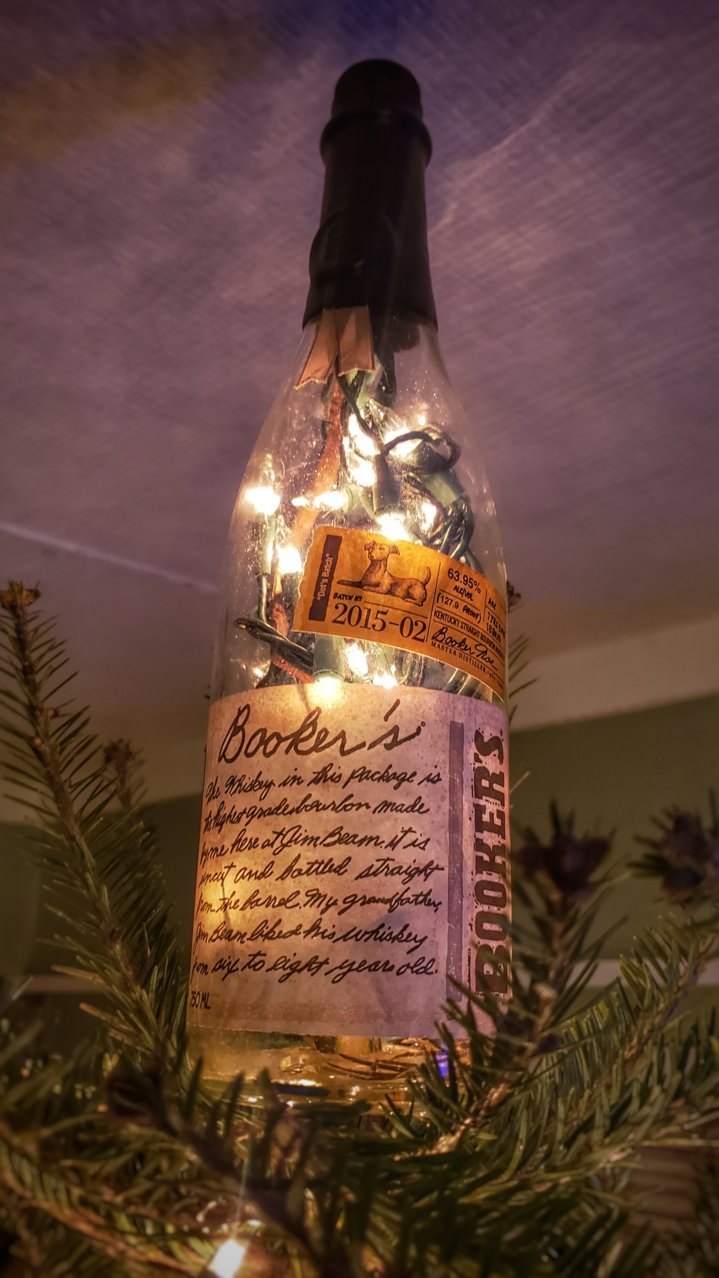 "Dot's Batch"
BATCH Nº
2015-02
63.95%
ALC/VOL
(127.9 PROOF)
KENTUCKY STRAIGHT BOURBON
Booker Noe
MASTER DISTILLER
Booker's
The Whiskey in this package is
the highest grade bourbon made
by me here at Jim Beam. it is
uncut and bottled straight
from the barrel. My grandfather,
Jim Beam liked his whiskey
from six to eight years old.
750 ML
BOOKER'S